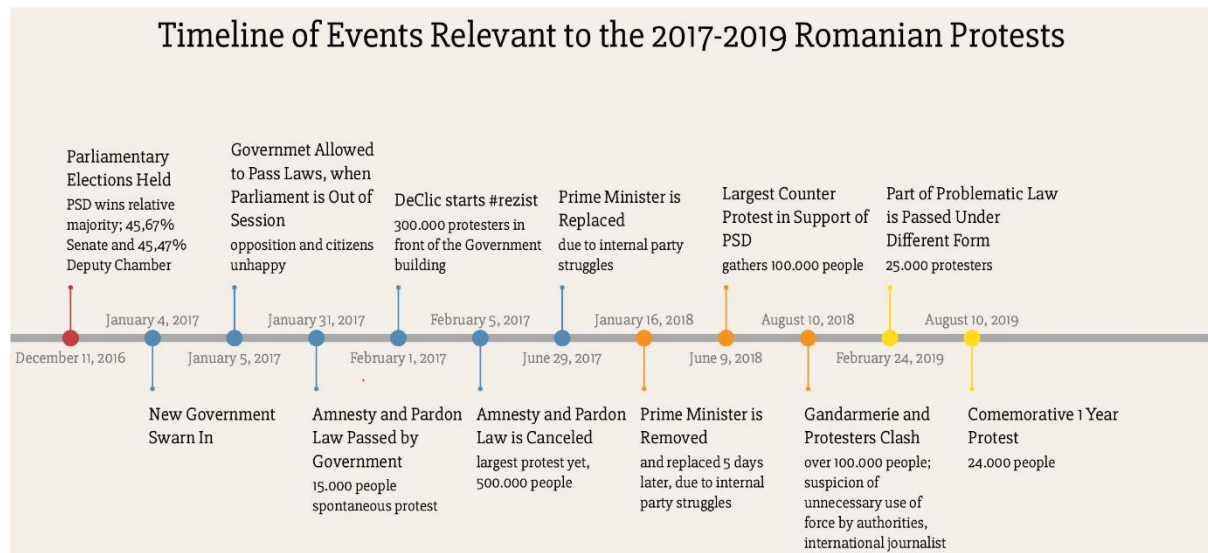 Timeline of Events Relevant to the 2017-2019 Romanian Protests
Parliamentary
Elections Held
PSD wins relative
majority; 45,67%
Senate and 45,47%
Deputy Chamber
December 11, 2016
January 4, 2017
New Government
Swarn In
Governmet Allowed
to Pass Laws, when
Parliament is Out of
Session
opposition and citizens
unhappy
January 5, 2017
January 31, 2017
Amnesty and Pardon
Law Passed by
Government
15.000 people
spontaneous protest
DeClic starts #rezist
300.000 protesters in
front of the Government
building
February 1, 2017
February 5, 2017
Amnesty and Pardon
Law is Canceled
largest protest yet,
500.000 people
Prime Minister is
Replaced
due to internal party
struggles
June 29, 2017
January 16, 2018
Prime Minister is
Removed
and replaced 5 days
later, due to internal
party struggles
Largest Counter
Protest in Support of
PSD
gathers 100.000 people
June 9, 2018
August 10, 2018
Gandarmerie and
Protesters Clash
over 100.000 people;
suspicion of
unnecessary use of
force by authorities,
international journalist
Part of Problematic Law
is Passed Under
Different Form
25.000 protesters
February 24, 2019
August 10, 2019
Comemorative 1 Year
Protest
24.000 people